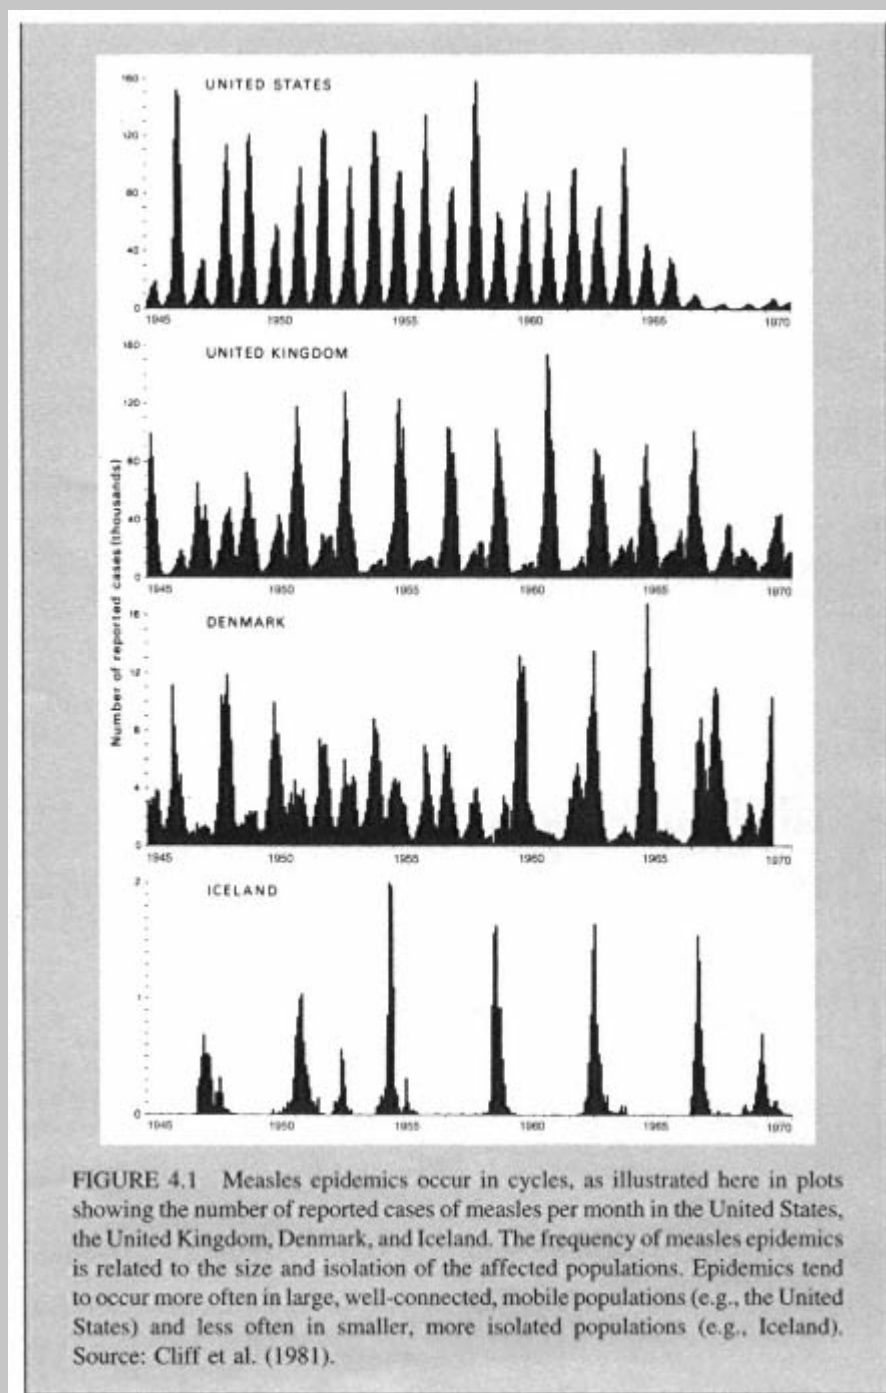 UNITED STATES
160
120
80
40
0
1945 1950 1955 1960 1965 1970
UNITED KINGDOM
160
120
80
40
0
1945 1950 1955 1960 1965 1970
Number of reported cases (thousands)
DENMARK
16
12
8
4
0
1945 1950 1955 1960 1965 1970
ICELAND
2
1
0
1945 1950 1955 1960 1965 1970
FIGURE 4.1 Measles epidemics occur in cycles, as illustrated here in plots
showing the number of reported cases of measles per month in the United States,
the United Kingdom, Denmark, and Iceland. The frequency of measles epidemics
is related to the size and isolation of the affected populations. Epidemics tend
to occur more often in large, well-connected, mobile populations (e.g., the United
States) and less often in smaller, more isolated populations (e.g., Iceland).
Source: Cliff et al. (1981).